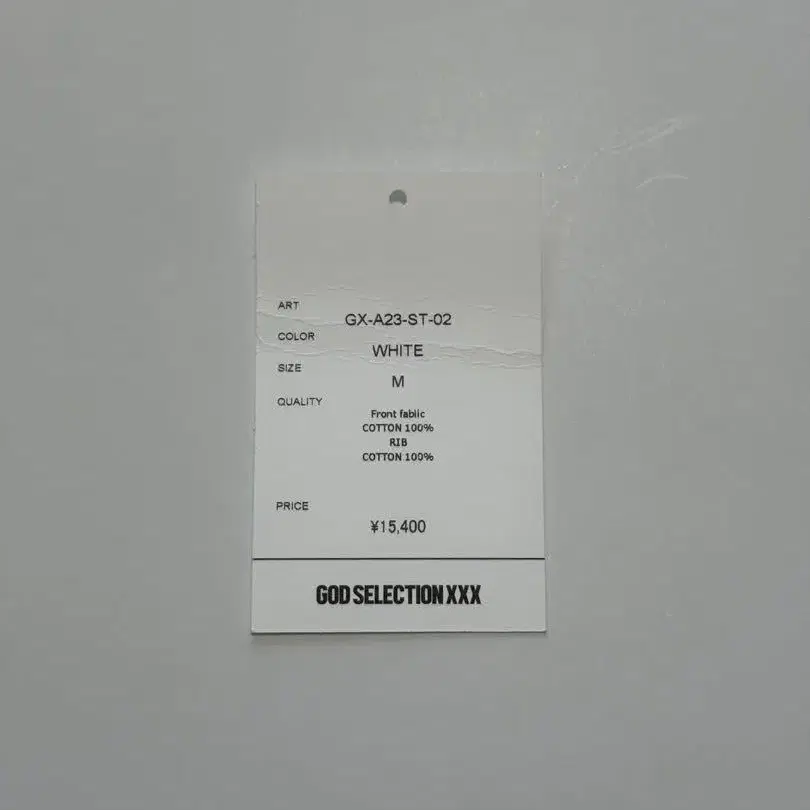 ART
GX-A23-ST-02
COLOR
WHITE
SIZE
M
QUALITY
Front fablic
COTTON 100%
RIB
COTTON 100%
PRICE
¥15,400
GOD SELECTION XXX